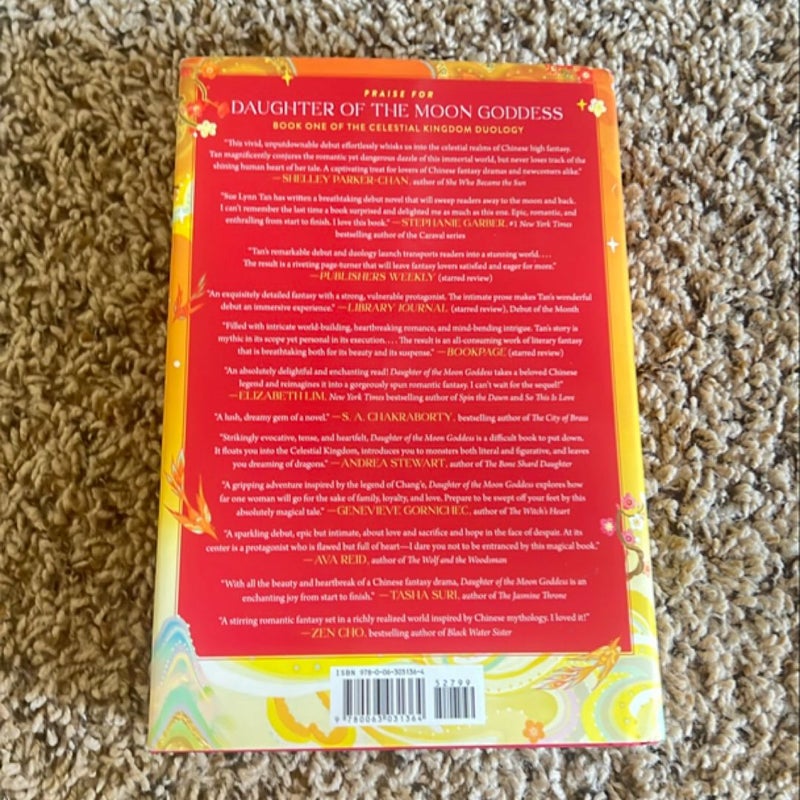 PRAISE FOR
DAUGHTER OF THE MOON GODDESS
BOOK ONE OF THE CELESTIAL KINGDOM DUOLOGY
"This vivid, unputdownable debut effortlessly whisks us into the celestial realms of Chinese high fantasy.
Tan magnificently conjures the romantic yet dangerous dazzle of this immortal world, but never loses track of the
shining human heart of her tale. A captivating treat for lovers of Chinese fantasy dramas and newcomers alike."
—SHELLEY PARKER-CHAN, author of She Who Became the Sun
"Sue Lynn Tan has written a breathtaking debut novel that will sweep readers away to the moon and back.
I can't remember the last time a book surprised and delighted me as much as this one. Epic, romantic, and
enthralling from start to finish. I love this book." —STEPHANIE GARBER, #1 New York Times
bestselling author of the Caraval series
"Tan's remarkable debut and duology launch transports readers into a stunning world. . . .
The result is a riveting page-turner that will leave fantasy lovers satisfied and eager for more."
—PUBLISHERS WEEKLY (starred review)
"An exquisitely detailed fantasy with a strong, vulnerable protagonist. The intimate prose makes Tan's wonderful
debut an immersive experience." —LIBRARY JOURNAL (starred review), Debut of the Month
"Filled with intricate world-building, heartbreaking romance, and mind-bending intrigue. Tan's story is
mythic in its scope yet personal in its execution. . . . The result is an all-consuming work of literary fantasy
that is breathtaking both for its beauty and its suspense." —BOOKPAGE (starred review)
"An absolutely delightful and enchanting read! Daughter of the Moon Goddess takes a beloved Chinese
legend and reimagines it into a gorgeously spun romantic fantasy. I can't wait for the sequel!"
—ELIZABETH LIM, New York Times bestselling author of Spin the Dawn and So This Is Love
"A lush, dreamy gem of a novel." —S. A. CHAKRABORTY, bestselling author of The City of Brass
"Strikingly evocative, tense, and heartfelt, Daughter of the Moon Goddess is a difficult book to put down.
It floats you into the Celestial Kingdom, introduces you to monsters both literal and figurative, and leaves
you dreaming of dragons." —ANDREA STEWART, author of The Bone Shard Daughter
"A gripping adventure inspired by the legend of Chang'e, Daughter of the Moon Goddess explores how
far one woman will go for the sake of family, loyalty, and love. Prepare to be swept off your feet by this
absolutely magical tale." —GENEVIEVE GORNICHEC, author of The Witch's Heart
"A sparkling debut, epic but intimate, about love and sacrifice and hope in the face of despair. At its
center is a protagonist who is flawed but full of heart—I dare you not to be entranced by this magical book."
—AVA REID, author of The Wolf and the Woodsman
"With all the beauty and heartbreak of a Chinese fantasy drama, Daughter of the Moon Goddess is an
enchanting joy from start to finish." —TASHA SURI, author of The Jasmine Throne
"A stirring romantic fantasy set in a richly realized world inspired by Chinese mythology. I loved it!"
—ZEN CHO, bestselling author of Black Water Sister
ISBN 978-0-06-303136-4
52799
9 780063 031364